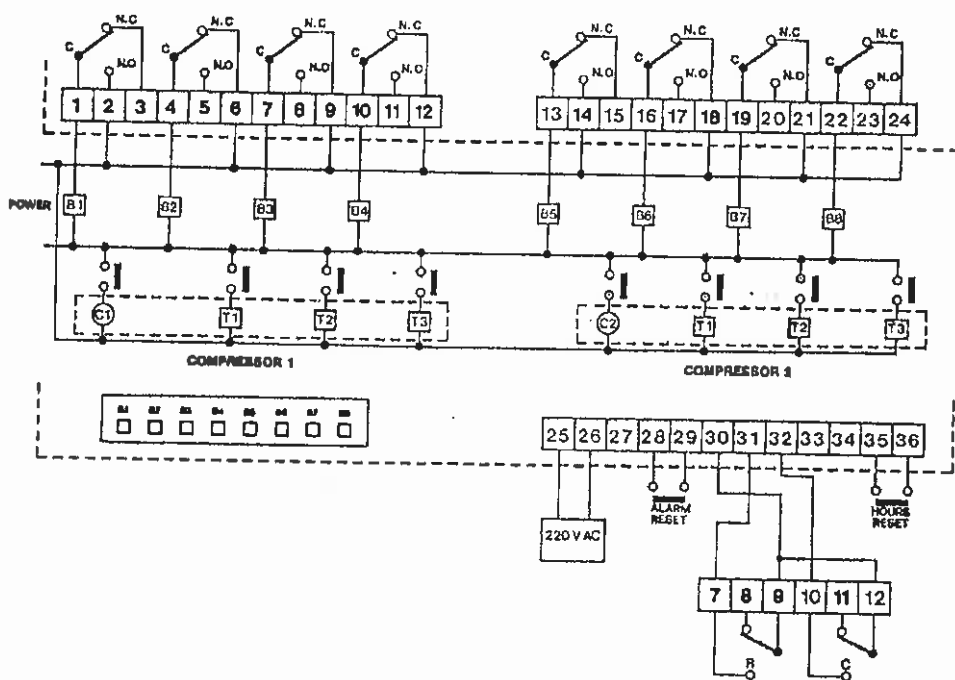 N.C N.C N.C N.C N.C N.C N.C N.C
C C C C C C C C
N.O N.O N.O N.O N.O N.O N.O N.O
1 2 3 4 5 6 7 8 9 10 11 12
13 14 15 16 17 18 19 20 21 22 23 24
POWER
B1 B2 B3 B4 B5 B6 B7 B8
C1 T1 T2 T3
C2 T1 T2 T3
COMPRESSOR 1
COMPRESSOR 2
25 26 27 28 29 30 31 32 33 34 35 36
220 V AC
ALARM
RESET
HOURS
RESET
7 8 9 10 11 12
R C